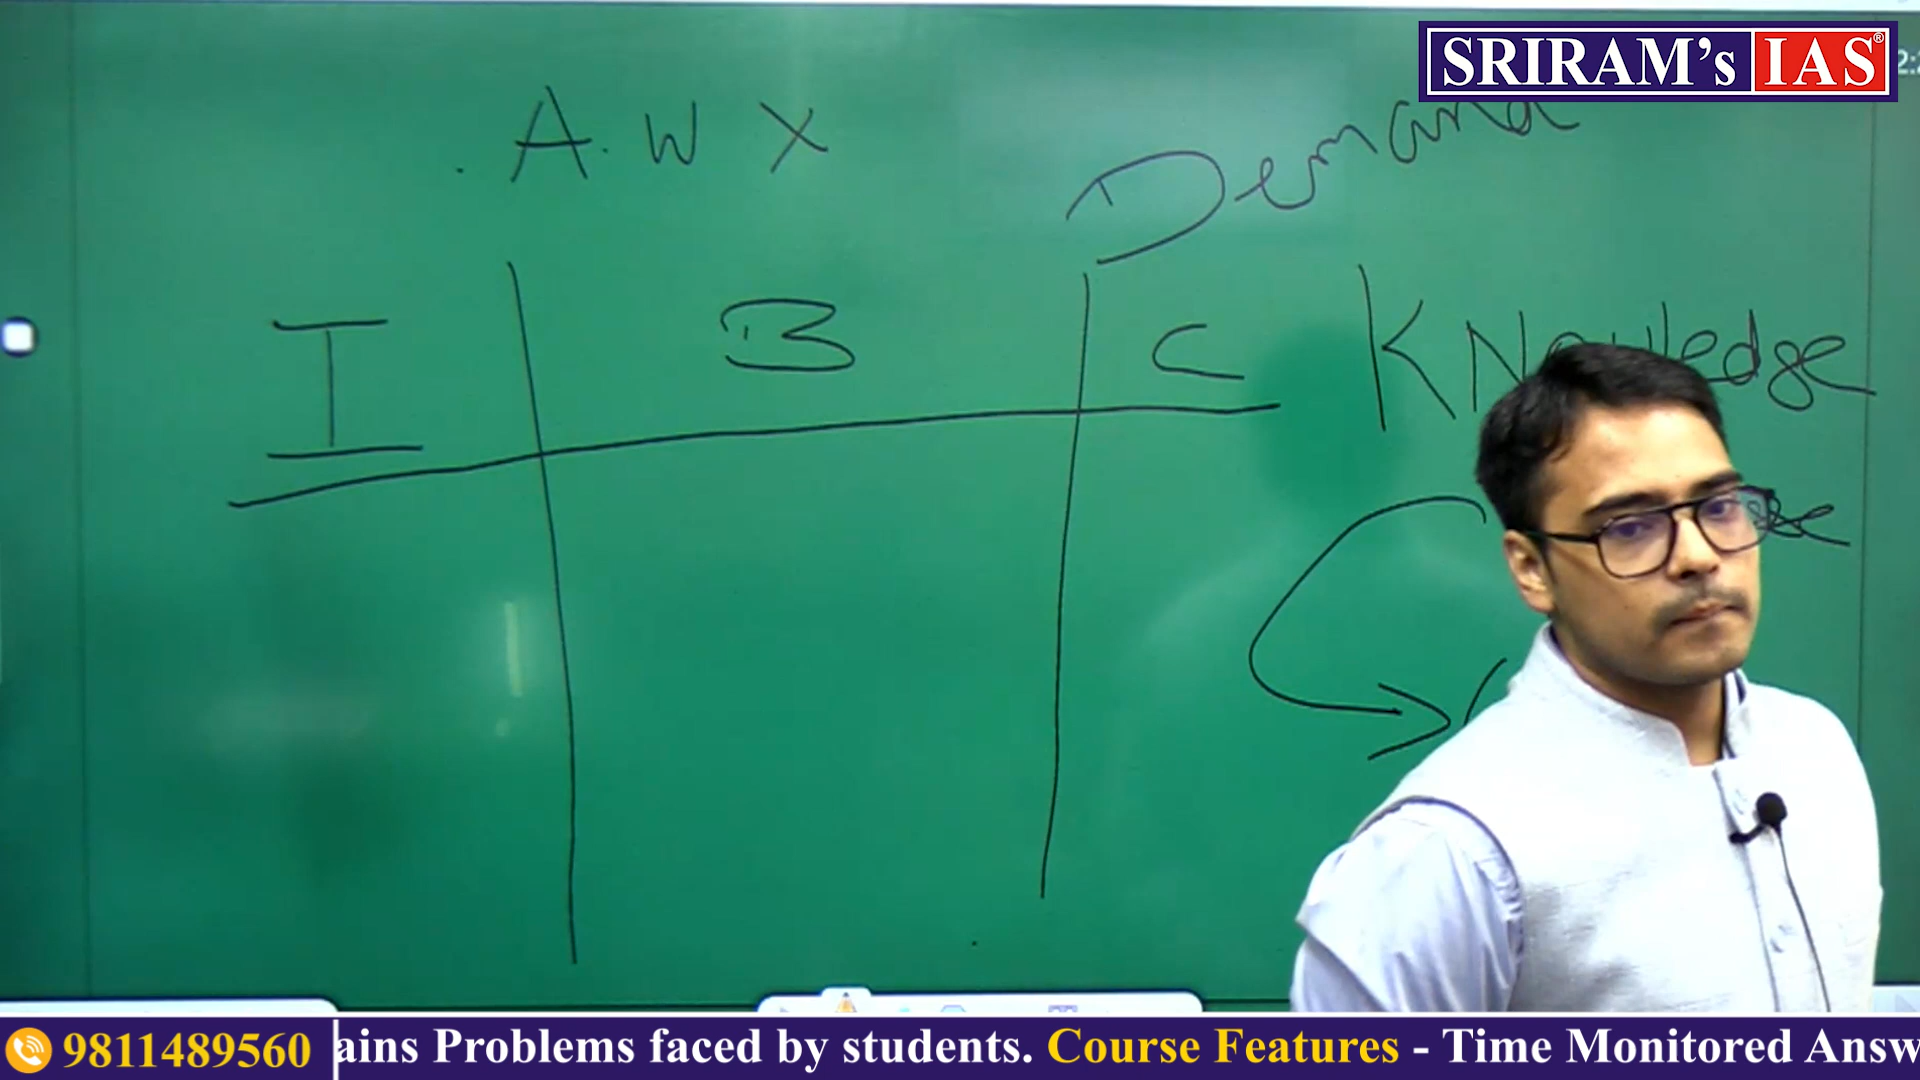 SRIRAM's IAS®
A. W X
Demand
I B C
Knowledge
9811489560 ains Problems faced by students. Course Features - Time Monitored Answ